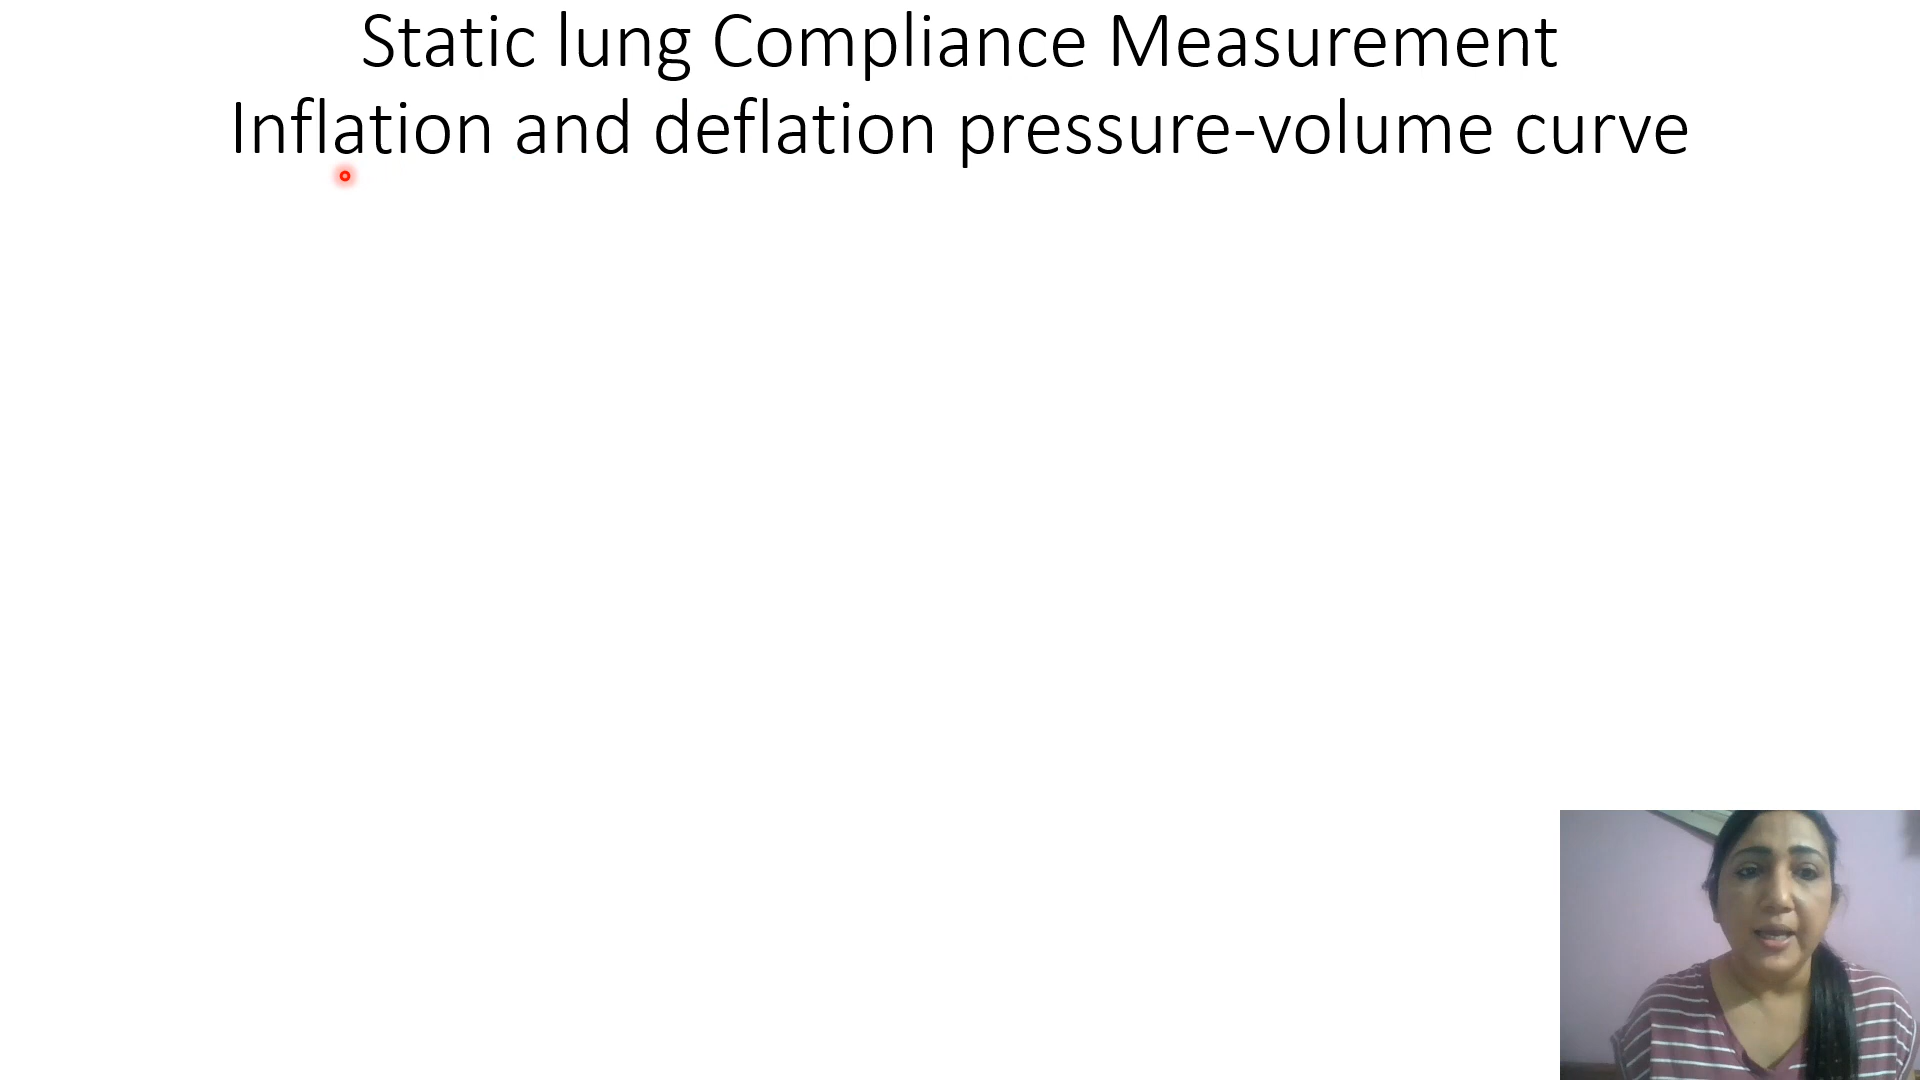 Static lung Compliance Measurement
Inflation and deflation pressure-volume curve